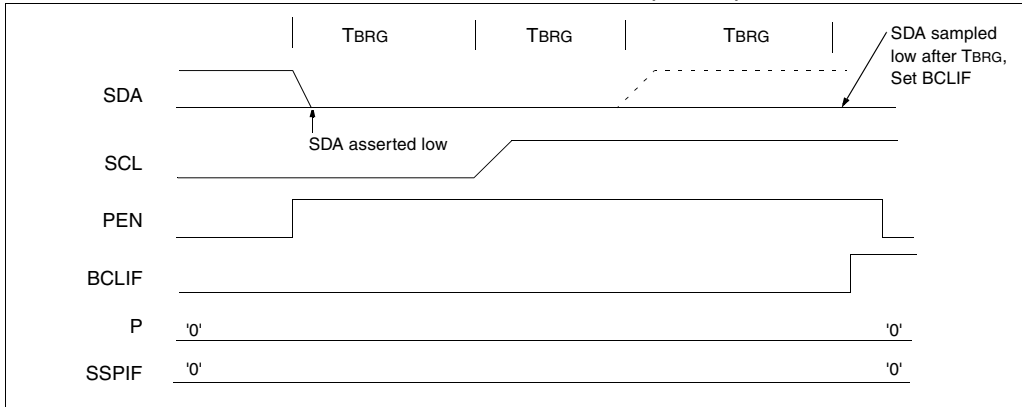 TBRG TBRG TBRG
SDA sampled
low after TBRG,
Set BCLIF
SDA
SDA asserted low
SCL
PEN
BCLIF
P '0' '0'
SSPIF '0' '0'